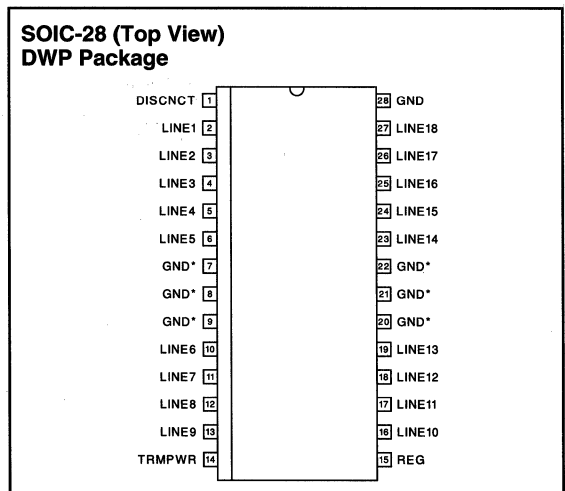 SOIC-28 (Top View)
DWP Package
DISCNCT 1
LINE1 2
LINE2 3
LINE3 4
LINE4 5
LINE5 6
GND* 7
GND* 8
GND* 9
LINE6 10
LINE7 11
LINE8 12
LINE9 13
TRMPWR 14
28 GND
27 LINE18
26 LINE17
25 LINE16
24 LINE15
23 LINE14
22 GND*
21 GND*
20 GND*
19 LINE13
18 LINE12
17 LINE11
16 LINE10
15 REG